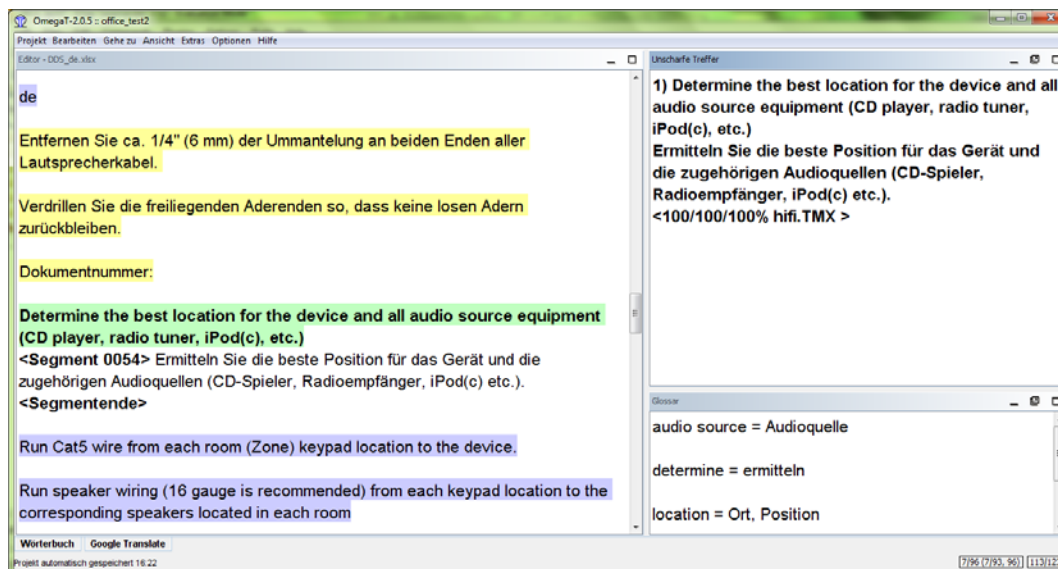 OmegaT-2.0.5 :: office_test2
Projekt Bearbeiten Gehe zu Ansicht Extras Optionen Hilfe
Editor - DDS_de.xlsx
de
Entfernen Sie ca. 1/4" (6 mm) der Ummantelung an beiden Enden aller
Lautsprecherkabel.
Verdrillen Sie die freiliegenden Aderenden so, dass keine losen Adern
zurückbleiben.
Dokumentnummer:
Determine the best location for the device and all audio source equipment
(CD player, radio tuner, iPod(c), etc.)
<Segment 0054> Ermitteln Sie die beste Position für das Gerät und die
zugehörigen Audioquellen (CD-Spieler, Radioempfänger, iPod(c) etc.).
<Segmentende>
Run Cat5 wire from each room (Zone) keypad location to the device.
Run speaker wiring (16 gauge is recommended) from each keypad location to the
corresponding speakers located in each room
Unscharfe Treffer
1) Determine the best location for the device and all
audio source equipment (CD player, radio tuner,
iPod(c), etc.)
Ermitteln Sie die beste Position für das Gerät und
die zugehörigen Audioquellen (CD-Spieler,
Radioempfänger, iPod(c) etc.).
<100/100/100% hifi.TMX >
Glossar
audio source = Audioquelle
determine = ermitteln
location = Ort, Position
Wörterbuch Google Translate
Projekt automatisch gespeichert 16:22
7/96 (7/93, 96)